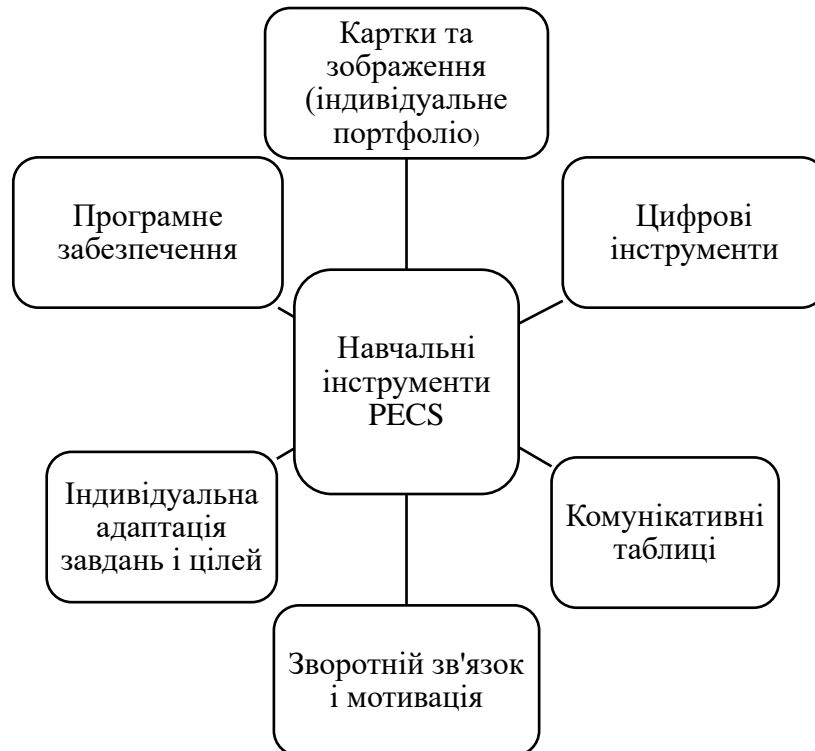 Картки та
зображення
(індивідуальне
портфоліо)
Програмне
забезпечення
Цифрові
інструменти
Навчальні
інструменти
PECS
Індивідуальна
адаптація
завдань і цілей
Комунікативні
таблиці
Зворотній зв'язок
і мотивація